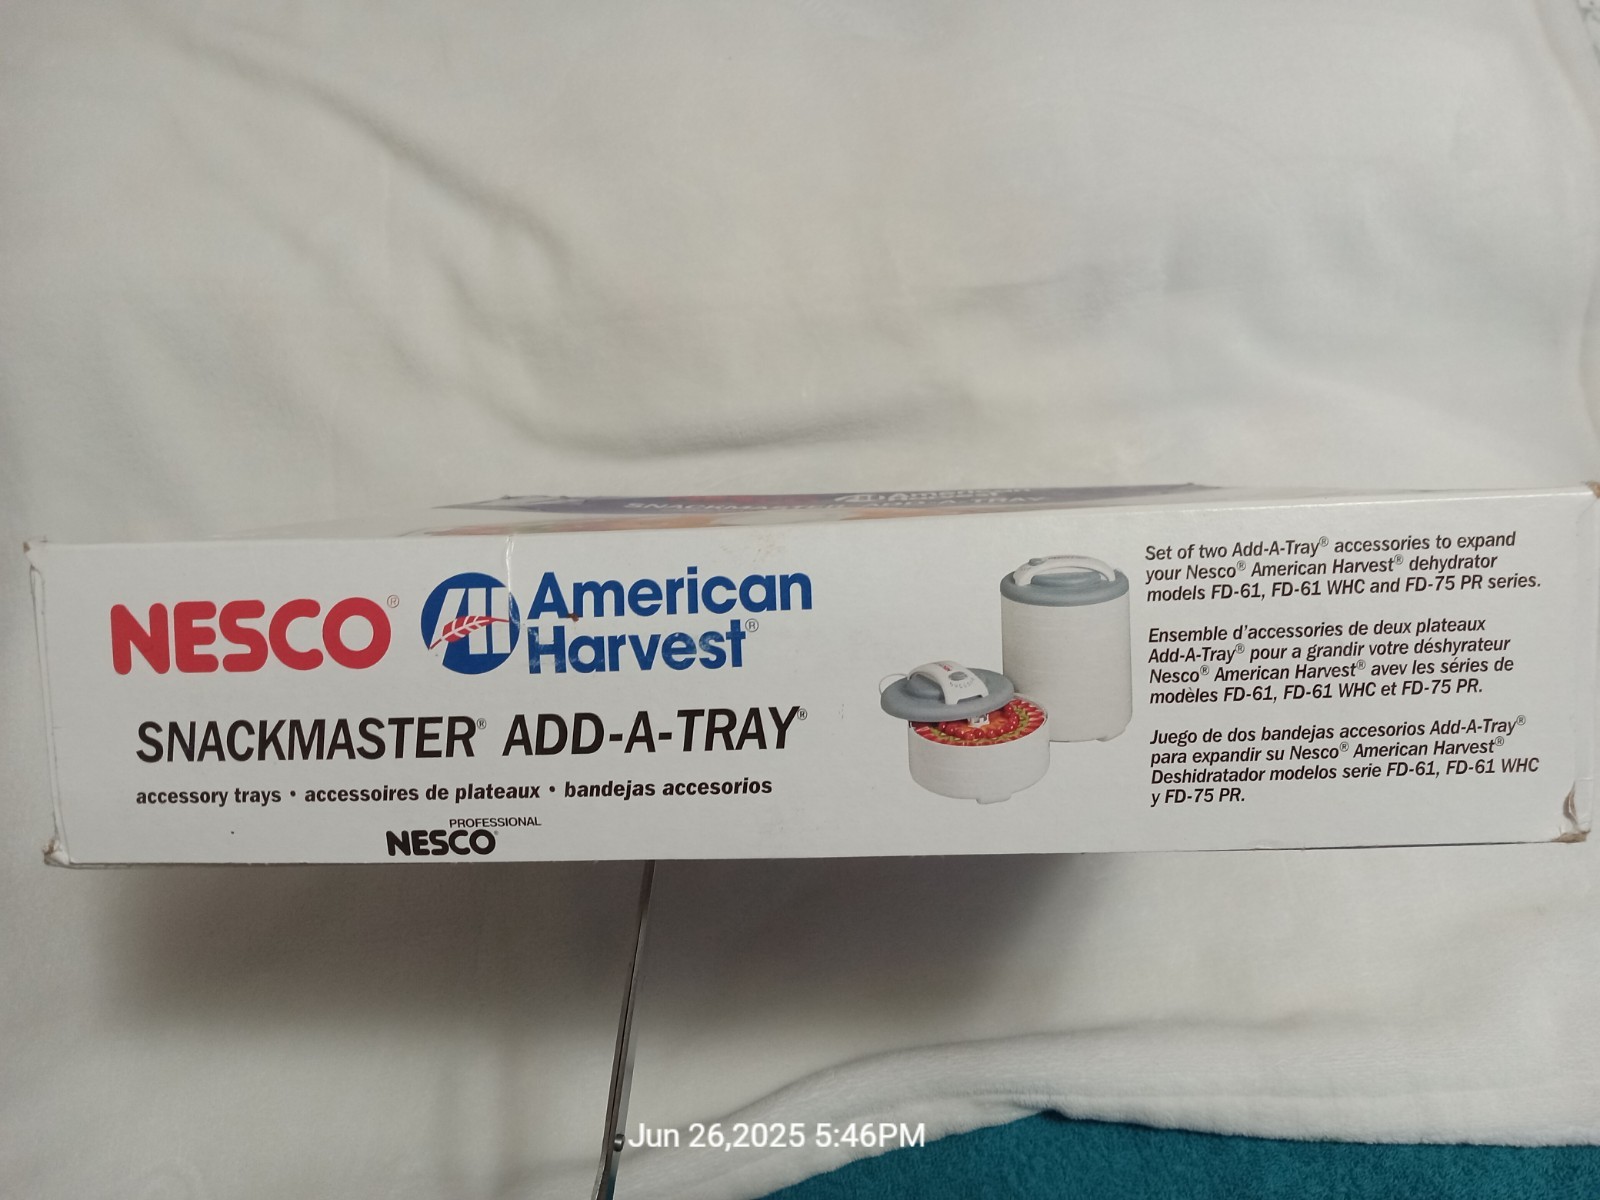 American
SNACKMASTER ADD-A-TRAY
NESCO®
American
Harvest®
SNACKMASTER® ADD-A-TRAY®
accessory trays • accessoires de plateaux • bandejas accesorios
PROFESSIONAL
NESCO®
Set of two Add-A-Tray® accessories to expand
your Nesco® American Harvest® dehydrator
models FD-61, FD-61 WHC and FD-75 PR series.
Ensemble d'accessories de deux plateaux
Add-A-Tray® pour a grandir votre déshyrateur
Nesco® American Harvest® avev les séries de
modèles FD-61, FD-61 WHC et FD-75 PR.
Juego de dos bandejas accesorios Add-A-Tray®
para expandir su Nesco® American Harvest®
Deshidratador modelos serie FD-61, FD-61 WHC
y FD-75 PR.
Jun 26,2025 5:46PM